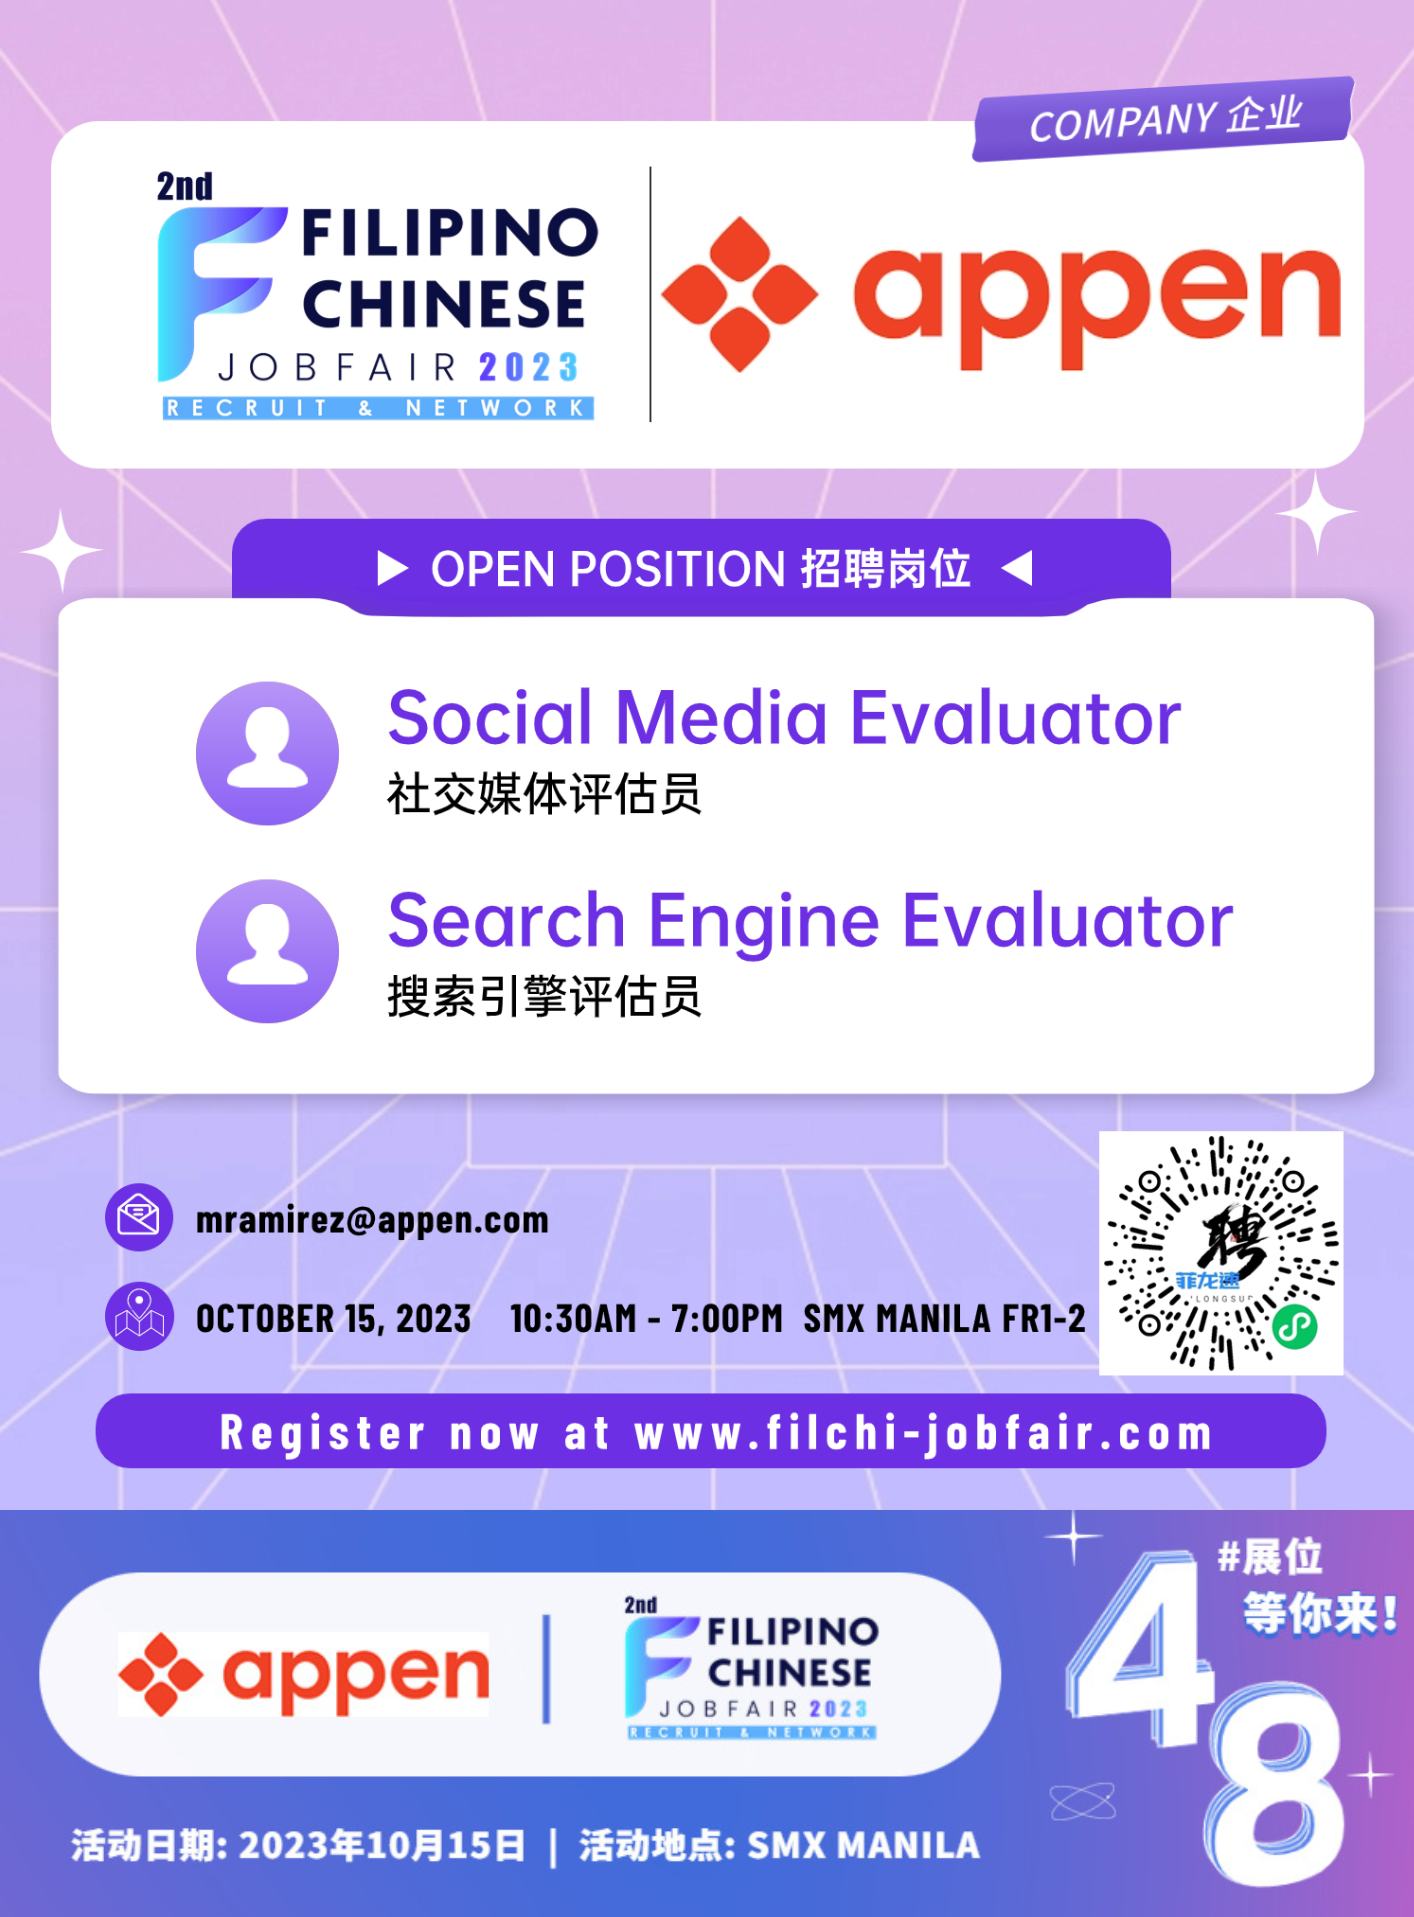 COMPANY 企业
2nd
FILIPINO
CHINESE
JOBFAIR 2023
RECRUIT & NETWORK
appen
OPEN POSITION 招聘岗位
Social Media Evaluator
社交媒体评估员
Search Engine Evaluator
搜索引擎评估员
mramirez@appen.com
OCTOBER 15, 2023 10:30AM - 7:00PM SMX MANILA FR1-2
聘
菲龙速
Register now at www.filchi-jobfair.com
#展位
等你来!
48
appen
2nd
FILIPINO
CHINESE
JOBFAIR 2023
RECRUIT & NETWORK
活动日期: 2023年10月15日 | 活动地点: SMX MANILA